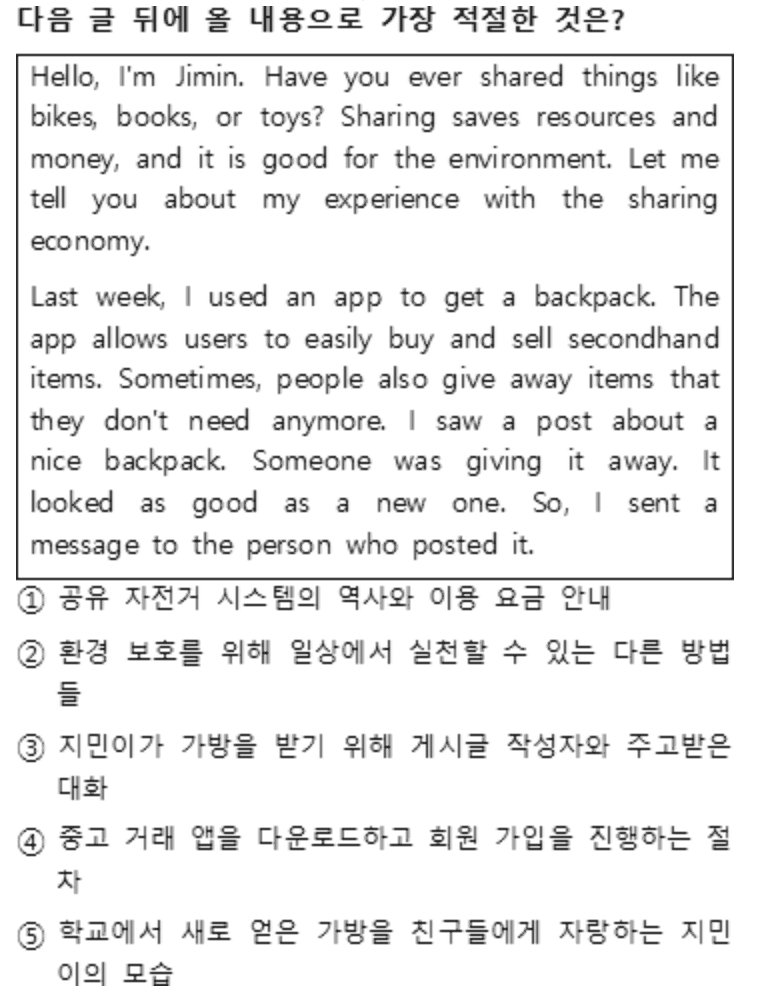 다음 글 뒤에 올 내용으로 가장 적절한 것은?
Hello, I'm Jimin. Have you ever shared things like
bikes, books, or toys? Sharing saves resources and
money, and it is good for the environment. Let me
tell you about my experience with the sharing
economy.
Last week, I used an app to get a backpack. The
app allows users to easily buy and sell secondhand
items. Sometimes, people also give away items that
they don't need anymore. I saw a post about a
nice backpack. Someone was giving it away. It
looked as good as a new one. So, I sent a
message to the person who posted it.
① 공유 자전거 시스템의 역사와 이용 요금 안내
② 환경 보호를 위해 일상에서 실천할 수 있는 다른 방법
들
③ 지민이가 가방을 받기 위해 게시글 작성자와 주고받은
대화
④ 중고 거래 앱을 다운로드하고 회원 가입을 진행하는 절
차
⑤ 학교에서 새로 얻은 가방을 친구들에게 자랑하는 지민
이의 모습